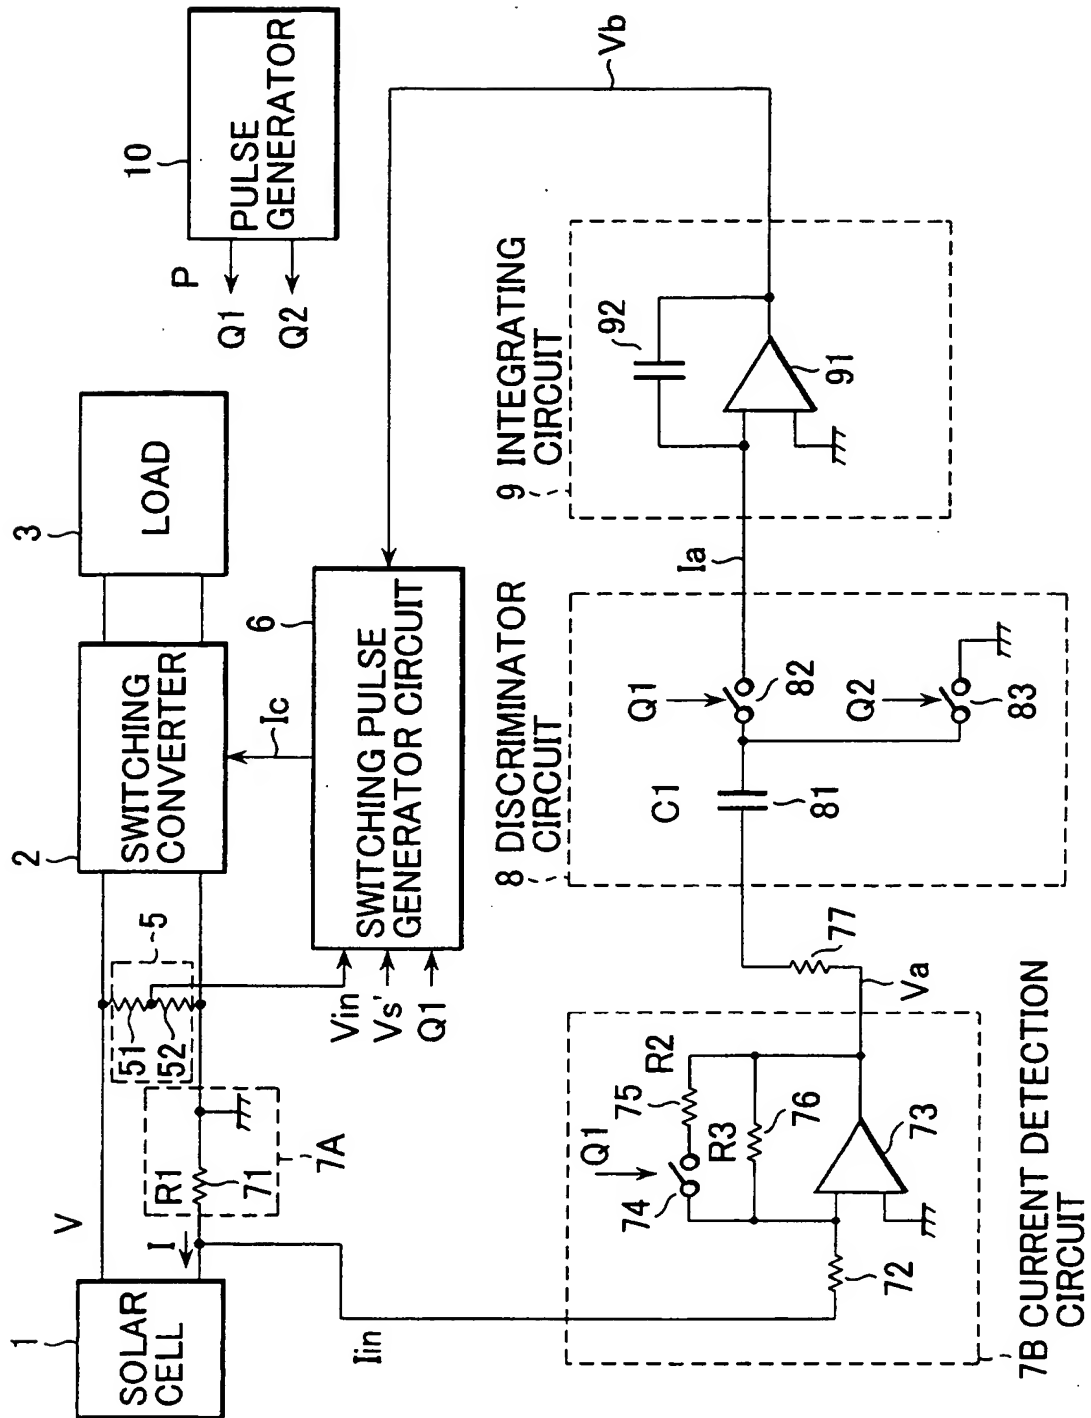 1
SOLAR
CELL
V
I
R1
71
7A
5
51
52
2
SWITCHING
CONVERTER
3
LOAD
10
PULSE
GENERATOR
P
Q1
Q2
Vin
Vs'
Q1
6
SWITCHING PULSE
GENERATOR CIRCUIT
Ic
Vb
Iin
7B CURRENT DETECTION
CIRCUIT
72
73
Q1
74
75
R2
R3
76
Va
77
8 DISCRIMINATOR
CIRCUIT
C1
81
Q1
82
Q2
83
Ia
9 INTEGRATING
CIRCUIT
92
91